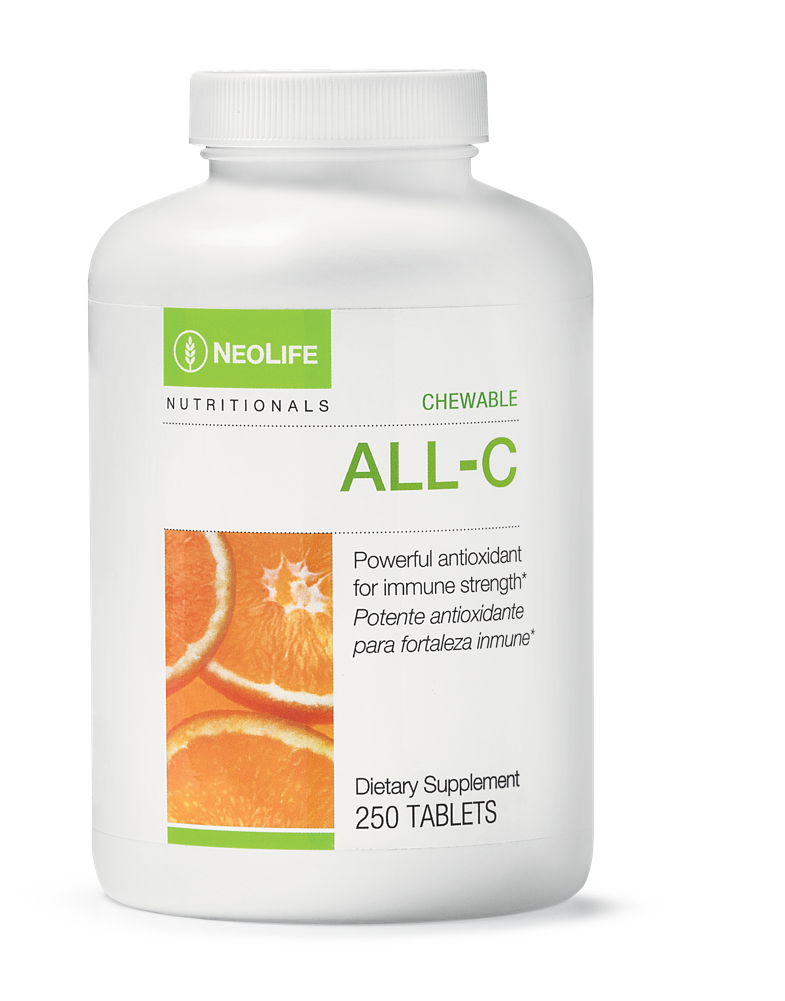 NEOLIFE
NUTRITIONALS
CHEWABLE
ALL-C
Powerful antioxidant
for immune strength*
Potente antioxidante
para fortaleza inmune*
Dietary Supplement
250 TABLETS